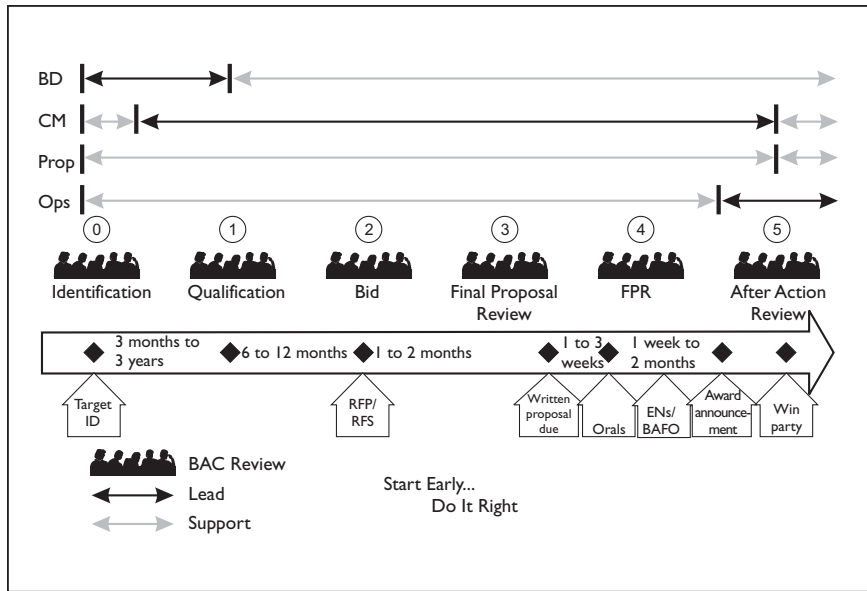 BD
CM
Prop
Ops
0
1
2
3
4
5
Identification
Qualification
Bid
Final Proposal
Review
FPR
After Action
Review
3 months to
3 years
6 to 12 months
1 to 2 months
1 to 3
weeks
1 week to
2 months
Target
ID
RFP/
RFS
Written
proposal
due
Orals
ENs/
BAFO
Award
announce-
ment
Win
party
BAC Review
Lead
Support
Start Early...
Do It Right